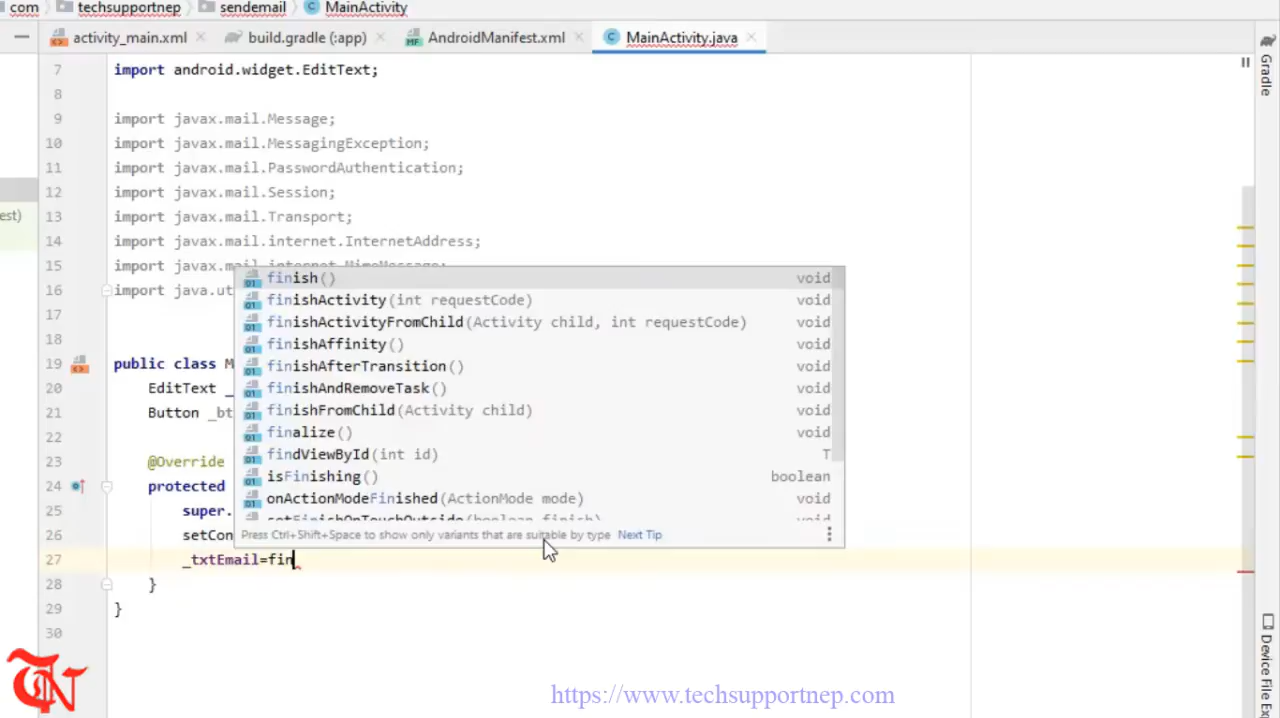 com techsupportnep sendemail MainActivity
activity_main.xml build.gradle (:app) AndroidManifest.xml MainActivity.java
7 import android.widget.EditText;
8
9 import javax.mail.Message;
10 import javax.mail.MessagingException;
11 import javax.mail.PasswordAuthentication;
12 import javax.mail.Session;
13 import javax.mail.Transport;
14 import javax.mail.internet.InternetAddress;
15 import javax.mail.internet.MimeMessage;
16 import java.ut
17
18
19 public class M
20 EditText _
21 Button _bt
22
23 @Override
24 protected
25 super.
26 setCon
27 _txtEmail=fin
28 }
29 }
30
finish() void
finishActivity(int requestCode) void
finishActivityFromChild(Activity child, int requestCode) void
finishAffinity() void
finishAfterTransition() void
finishAndRemoveTask() void
finishFromChild(Activity child) void
finalize() void
findViewById(int id) T
isFinishing() boolean
onActionModeFinished(ActionMode mode) void
setFinishOnTouchOutside(boolean finish) void
Press Ctrl+Shift+Space to show only variants that are suitable by type Next Tip
est)
Gradle
Device File Ex
TN
https://www.techsupportnep.com